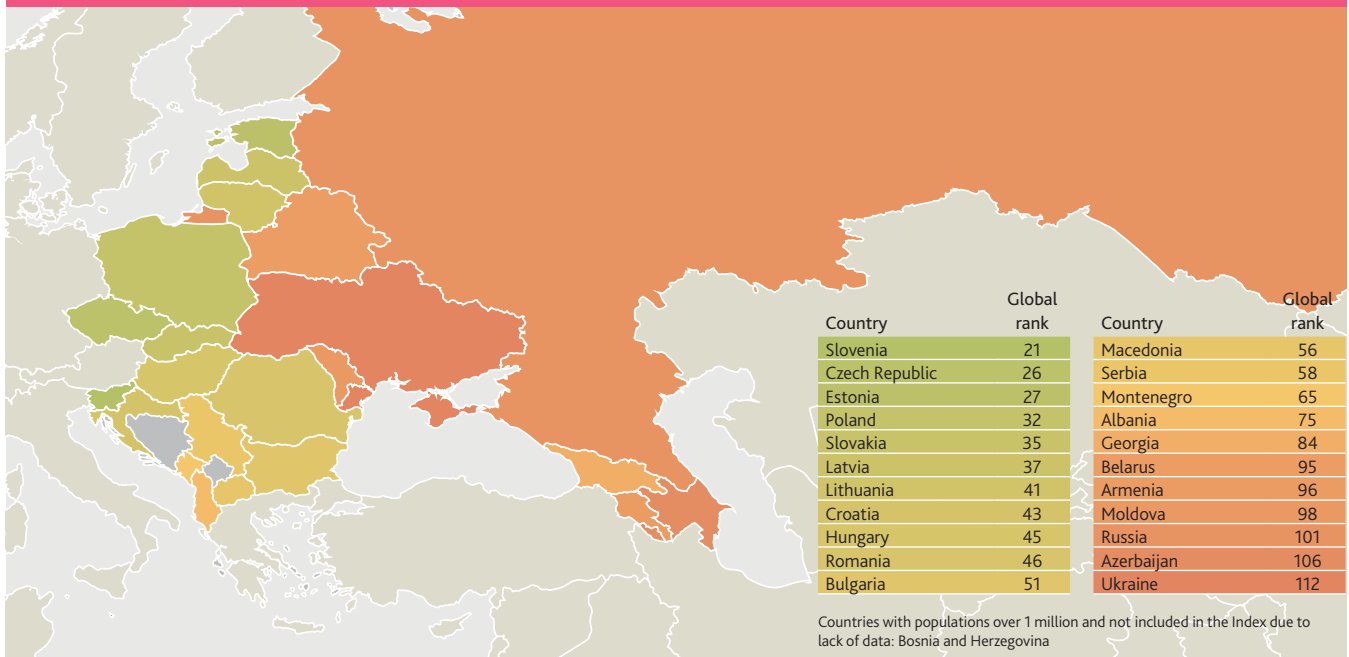 Global Global
Country rank Country rank
Slovenia 21 Macedonia 56
Czech Republic 26 Serbia 58
Estonia 27 Montenegro 65
Poland 32 Albania 75
Slovakia 35 Georgia 84
Latvia 37 Belarus 95
Lithuania 41 Armenia 96
Croatia 43 Moldova 98
Hungary 45 Russia 101
Romania 46 Azerbaijan 106
Bulgaria 51 Ukraine 112
Countries with populations over 1 million and not included in the Index due to
lack of data: Bosnia and Herzegovina